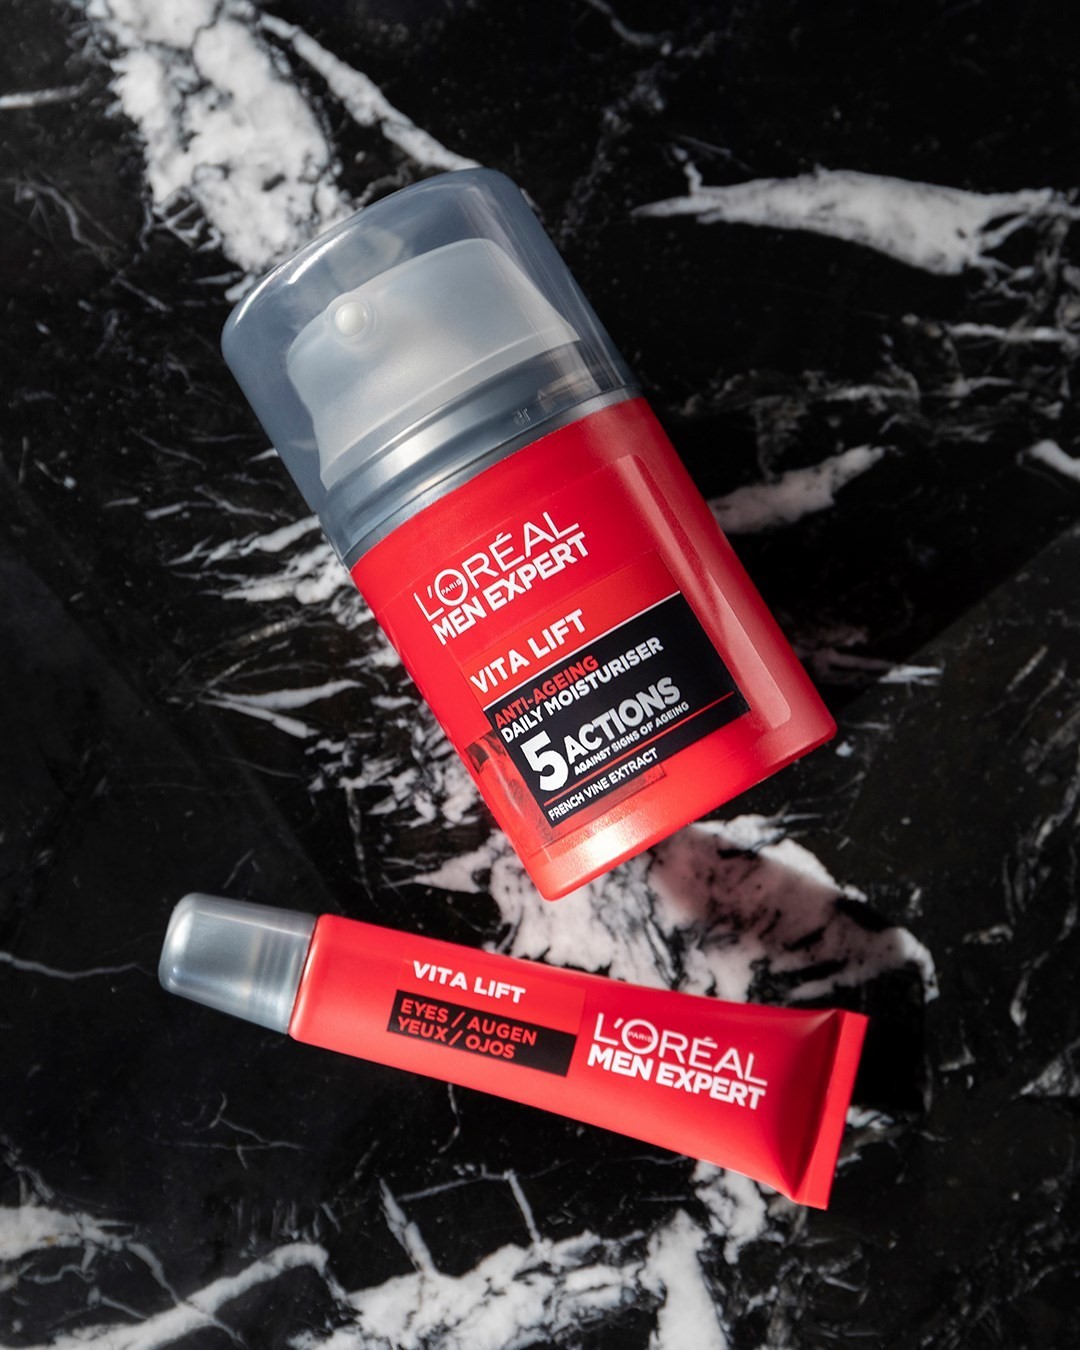 L'ORÉAL
PARIS
MEN EXPERT
VITA LIFT
ANTI-AGEING
DAILY MOISTURISER
5 ACTIONS
AGAINST SIGNS OF AGEING
FRENCH VINE EXTRACT
VITA LIFT
EYES / AUGEN
YEUX / OJOS
L'ORÉAL
PARIS
MEN EXPERT